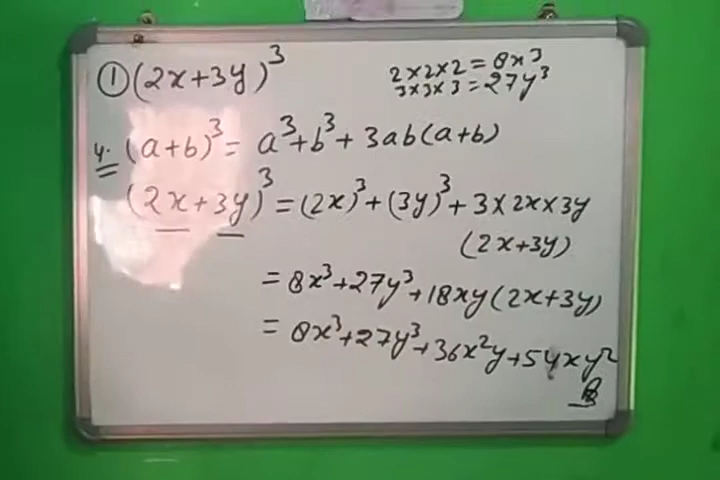 ① (2x+3y)³
2×2×2 = 8x³
3×3×3 = 27y³
(a+b)³ = a³+b³+3ab(a+b)
(2x+3y)³ = (2x)³+(3y)³+3×2x×3y
(2x+3y)
= 8x³+27y³+18xy(2x+3y)
= 8x³+27y³+36x²y+54xy²